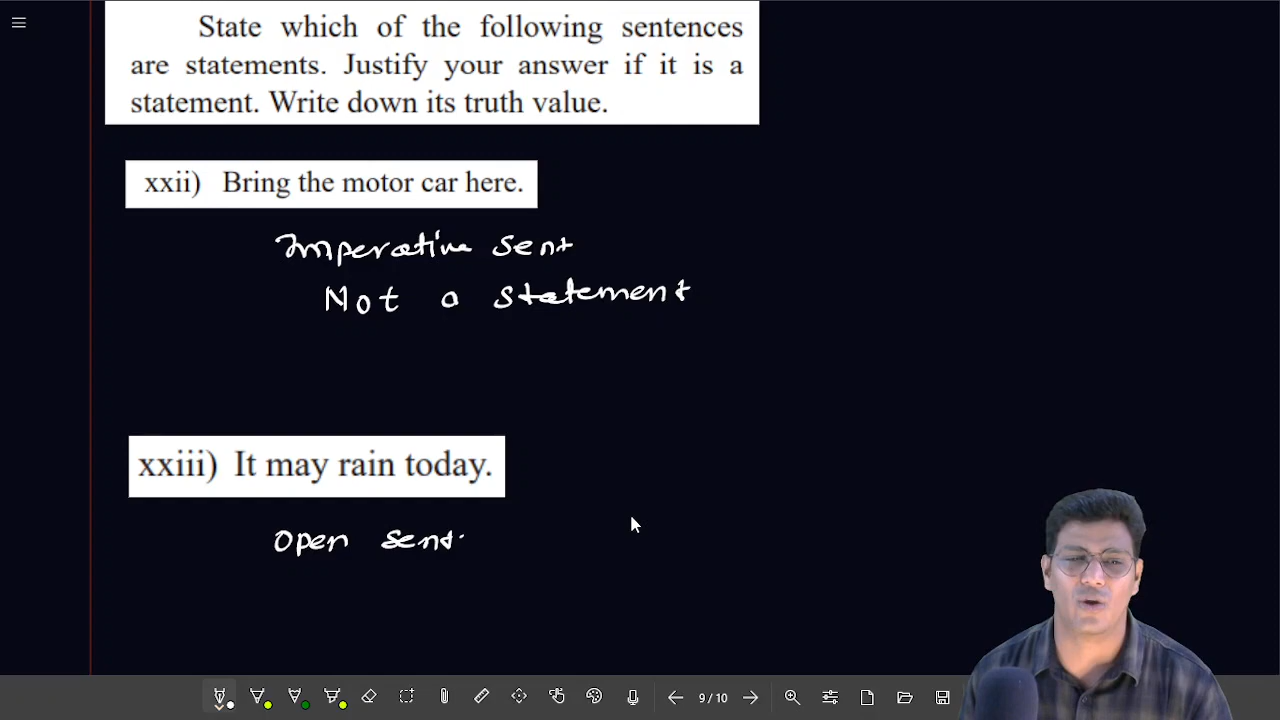 State which of the following sentences
are statements. Justify your answer if it is a
statement. Write down its truth value.
xxii) Bring the motor car here.
Imperative sent
Not a statement
xxiii) It may rain today.
Open sent.
9/10